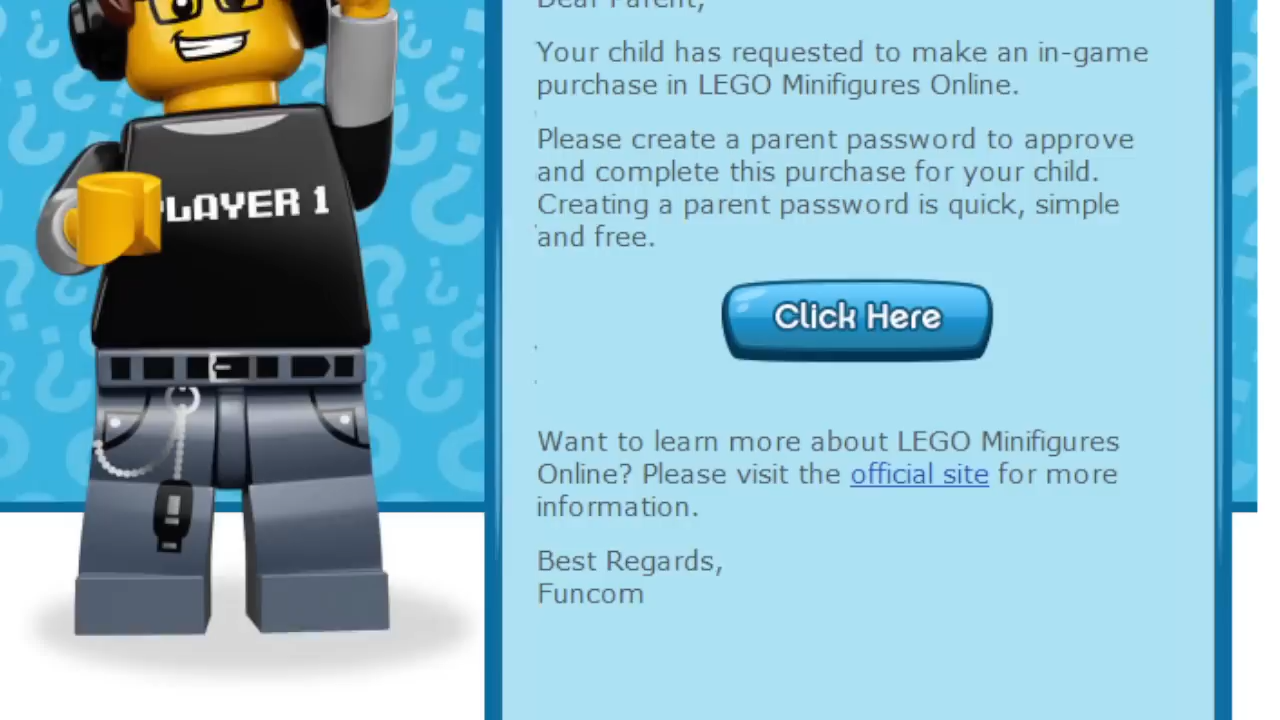 Dear Parent,
Your child has requested to make an in-game
purchase in LEGO Minifigures Online.
Please create a parent password to approve
and complete this purchase for your child.
Creating a parent password is quick, simple
and free.
PLAYER 1
Click Here
Want to learn more about LEGO Minifigures
Online? Please visit the official site for more
information.
Best Regards,
Funcom